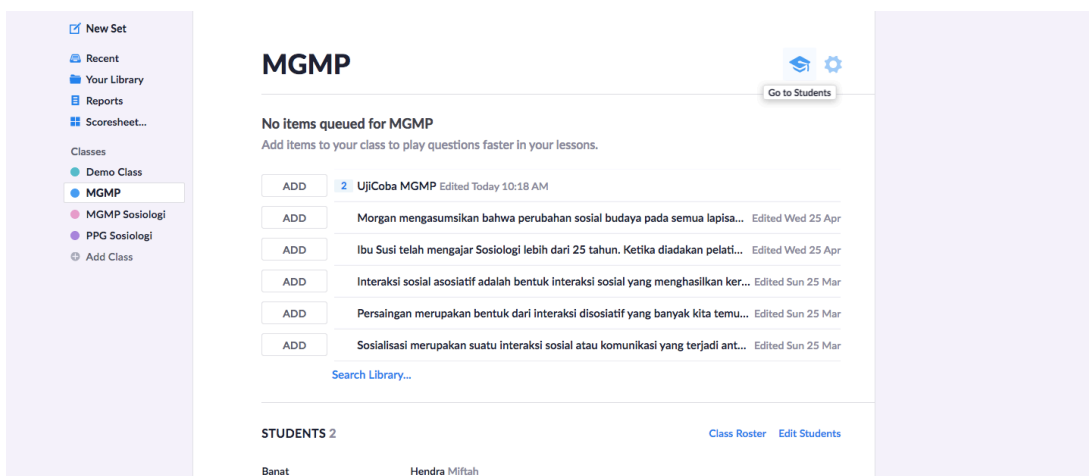 New Set
Recent
Your Library
Reports
Scoresheet...
Classes
Demo Class
MGMP
MGMP Sosiologi
PPG Sosiologi
Add Class
MGMP
Go to Students
No items queued for MGMP
Add items to your class to play questions faster in your lessons.
ADD 2 UjiCoba MGMP Edited Today 10:18 AM
ADD Morgan mengasumsikan bahwa perubahan sosial budaya pada semua lapisa... Edited Wed 25 Apr
ADD Ibu Susi telah mengajar Sosiologi lebih dari 25 tahun. Ketika diadakan pelati... Edited Wed 25 Apr
ADD Interaksi sosial asosiatif adalah bentuk interaksi sosial yang menghasilkan ker... Edited Sun 25 Mar
ADD Persaingan merupakan bentuk dari interaksi disosiatif yang banyak kita temu... Edited Sun 25 Mar
ADD Sosialisasi merupakan suatu interaksi sosial atau komunikasi yang terjadi ant... Edited Sun 25 Mar
Search Library...
STUDENTS 2 Class Roster Edit Students
Banat Hendra Miftah